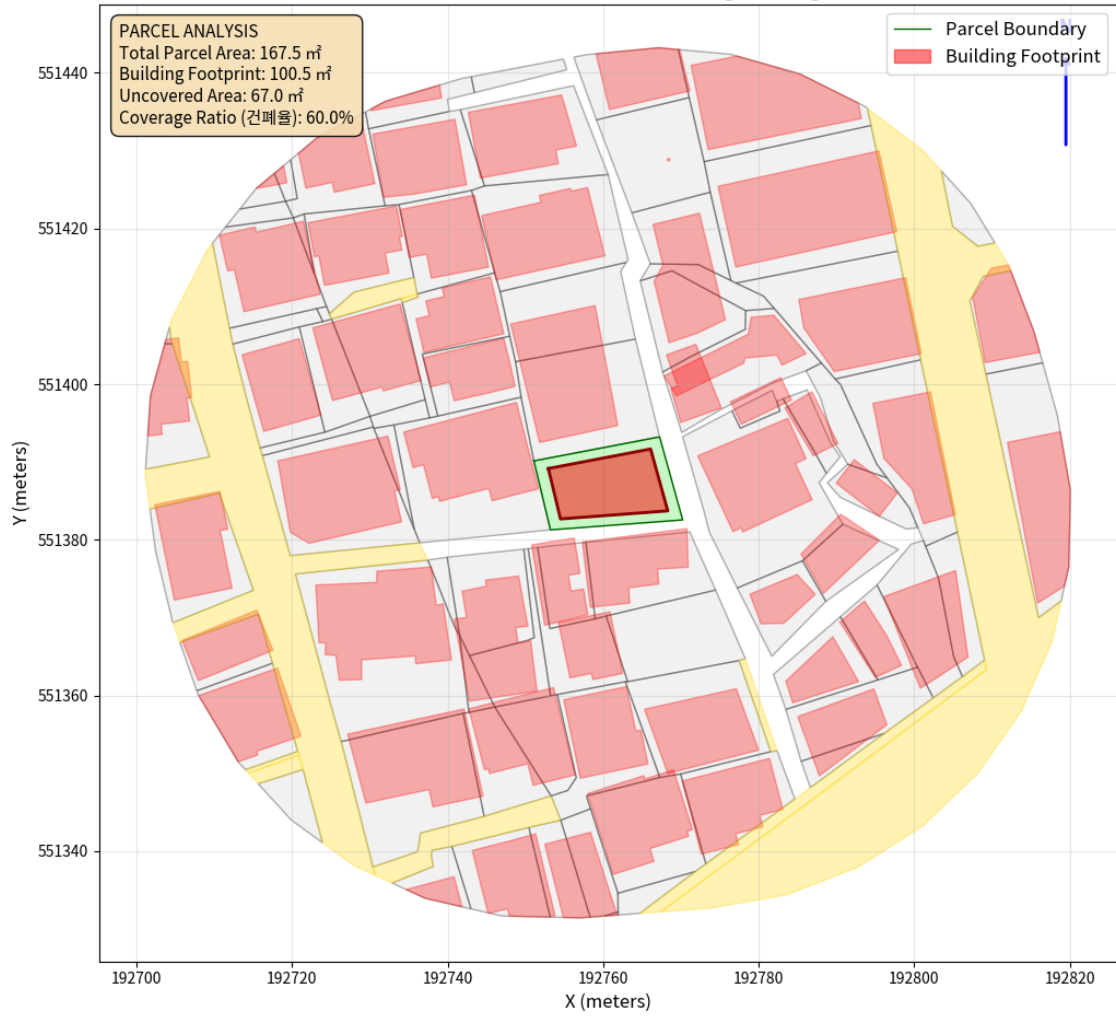 PARCEL ANALYSIS
Total Parcel Area: 167.5 ㎡
Building Footprint: 100.5 ㎡
Uncovered Area: 67.0 ㎡
Coverage Ratio (건폐율): 60.0%
Parcel Boundary
Building Footprint
N
551440
551420
551400
551380
551360
551340
Y (meters)
192700 192720 192740 192760 192780 192800 192820
X (meters)